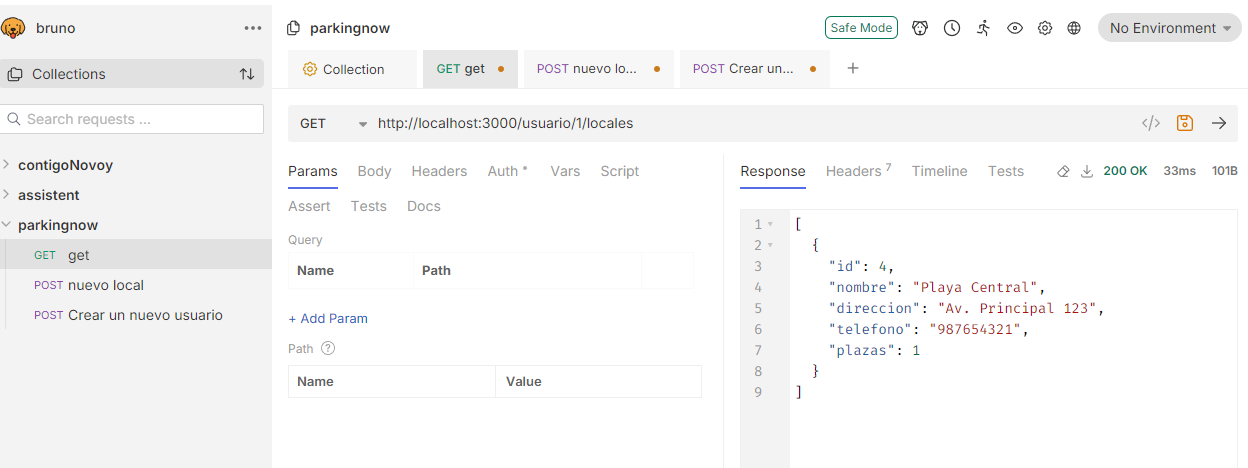 bruno
parkingnow
Safe Mode
No Environment
Collections
Collection
GET get
POST nuevo lo...
POST Crear un...
Search requests ...
GET
http://localhost:3000/usuario/1/locales
contigoNovoy
assistent
parkingnow
GET get
POST nuevo local
POST Crear un nuevo usuario
Params Body Headers Auth * Vars Script
Assert Tests Docs
Query
Name Path
+ Add Param
Path ?
Name Value
Response Headers 7 Timeline Tests 200 OK 33ms 101B
1 [
2 {
3 "id": 4,
4 "nombre": "Playa Central",
5 "direccion": "Av. Principal 123",
6 "telefono": "987654321",
7 "plazas": 1
8 }
9 ]